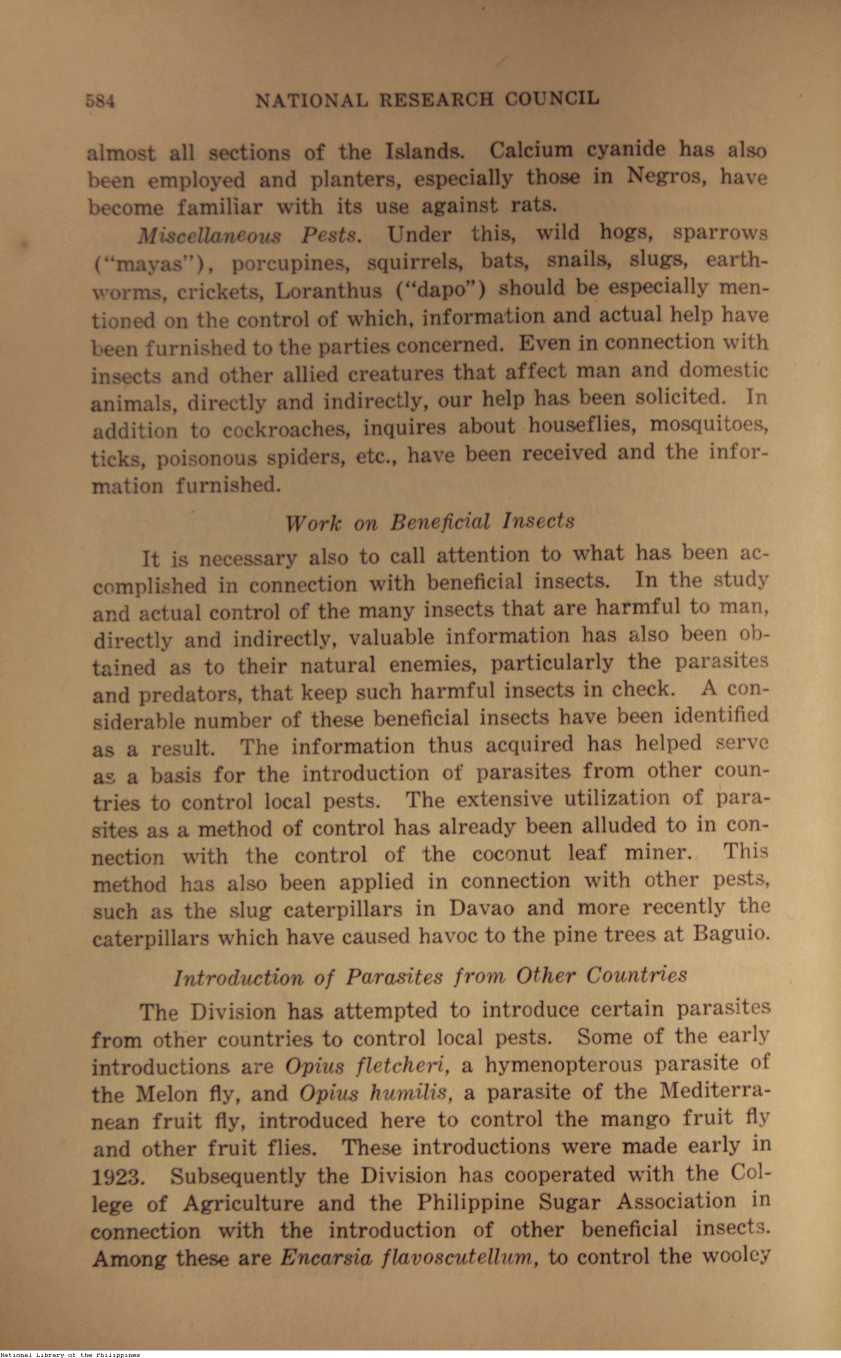 584 NATIONAL RESEARCH COUNCIL
almost all sections of the Islands. Calcium cyanide has also
been employed and planters, especially those in Negros, have
become familiar with its use against rats.
Miscellaneous Pests. Under this, wild hogs, sparrows
("mayas"), porcupines, squirrels, bats, snails, slugs, earth-
worms, crickets, Loranthus ("dapo") should be especially men-
tioned on the control of which, information and actual help have
been furnished to the parties concerned. Even in connection with
insects and other allied creatures that affect man and domestic
animals, directly and indirectly, our help has been solicited. In
addition to cockroaches, inquires about houseflies, mosquitoes,
ticks, poisonous spiders, etc., have been received and the infor-
mation furnished.
Work on Beneficial Insects
It is necessary also to call attention to what has been ac-
complished in connection with beneficial insects. In the study
and actual control of the many insects that are harmful to man,
directly and indirectly, valuable information has also been ob-
tained as to their natural enemies, particularly the parasites
and predators, that keep such harmful insects in check. A con-
siderable number of these beneficial insects have been identified
as a result. The information thus acquired has helped serve
as a basis for the introduction of parasites from other coun-
tries to control local pests. The extensive utilization of para-
sites as a method of control has already been alluded to in con-
nection with the control of the coconut leaf miner. This
method has also been applied in connection with other pests,
such as the slug caterpillars in Davao and more recently the
caterpillars which have caused havoc to the pine trees at Baguio.
Introduction of Parasites from Other Countries
The Division has attempted to introduce certain parasites
from other countries to control local pests. Some of the early
introductions are Opius fletcheri, a hymenopterous parasite of
the Melon fly, and Opius humilis, a parasite of the Mediterra-
nean fruit fly, introduced here to control the mango fruit fly
and other fruit flies. These introductions were made early in
1923. Subsequently the Division has cooperated with the Col-
lege of Agriculture and the Philippine Sugar Association in
connection with the introduction of other beneficial insects.
Among these are Encarsia flavoscutellum, to control the wooley
National Library of the Philippines